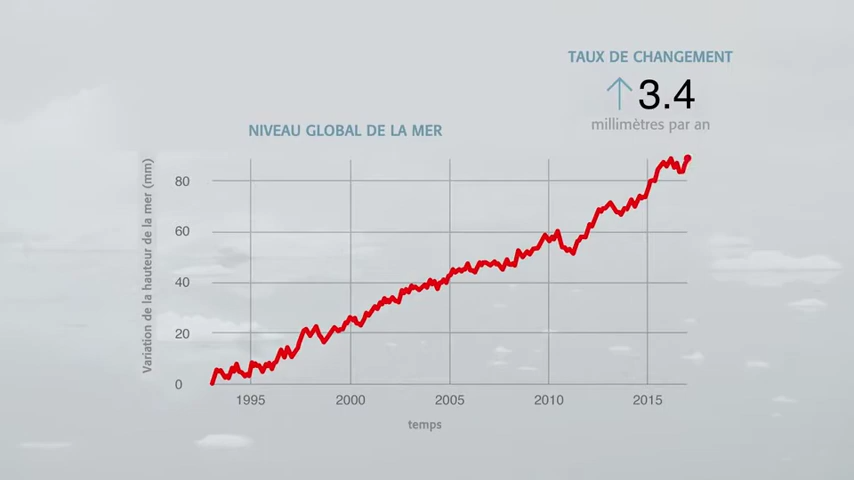 TAUX DE CHANGEMENT
3.4
millimètres par an
NIVEAU GLOBAL DE LA MER
Variation de la hauteur de la mer (mm)
80
60
40
20
0
1995 2000 2005 2010 2015
temps